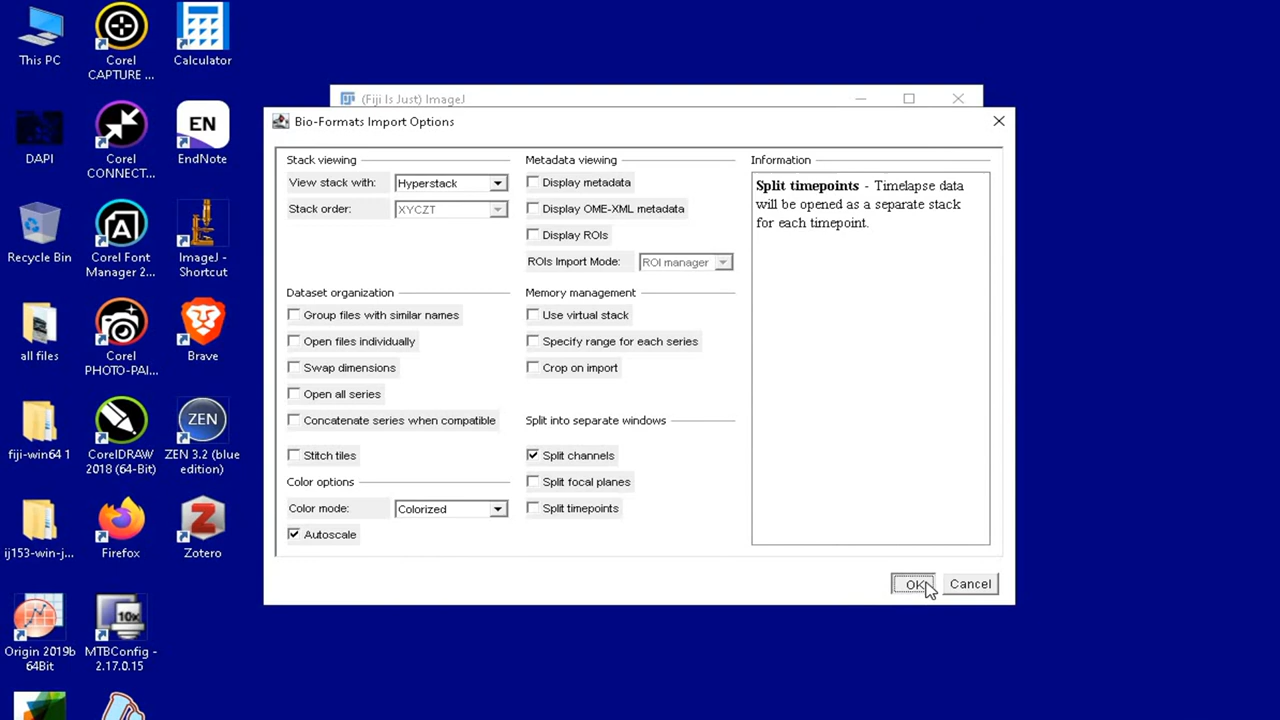 This PC
Corel
CAPTURE ...
Calculator
DAPI
Corel
CONNECT...
EN
EndNote
Recycle Bin
Corel Font
Manager 2...
ImageJ -
Shortcut
all files
Corel
PHOTO-PAI...
Brave
fiji-win64 1
CorelDRAW
2018 (64-Bit)
ZEN
ZEN 3.2 (blue
edition)
ij153-win-j...
Firefox
Zotero
Origin 2019b
64Bit
10x
MTBConfig -
2.17.0.15
(Fiji Is Just) ImageJ
Bio-Formats Import Options
Stack viewing
View stack with:
Hyperstack
Stack order:
XYCZT
Dataset organization
Group files with similar names
Open files individually
Swap dimensions
Open all series
Concatenate series when compatible
Stitch tiles
Color options
Color mode:
Colorized
Autoscale
Metadata viewing
Display metadata
Display OME-XML metadata
Display ROIs
ROIs Import Mode:
ROI manager
Memory management
Use virtual stack
Specify range for each series
Crop on import
Split into separate windows
Split channels
Split focal planes
Split timepoints
Information
Split timepoints - Timelapse data
will be opened as a separate stack
for each timepoint.
OK
Cancel